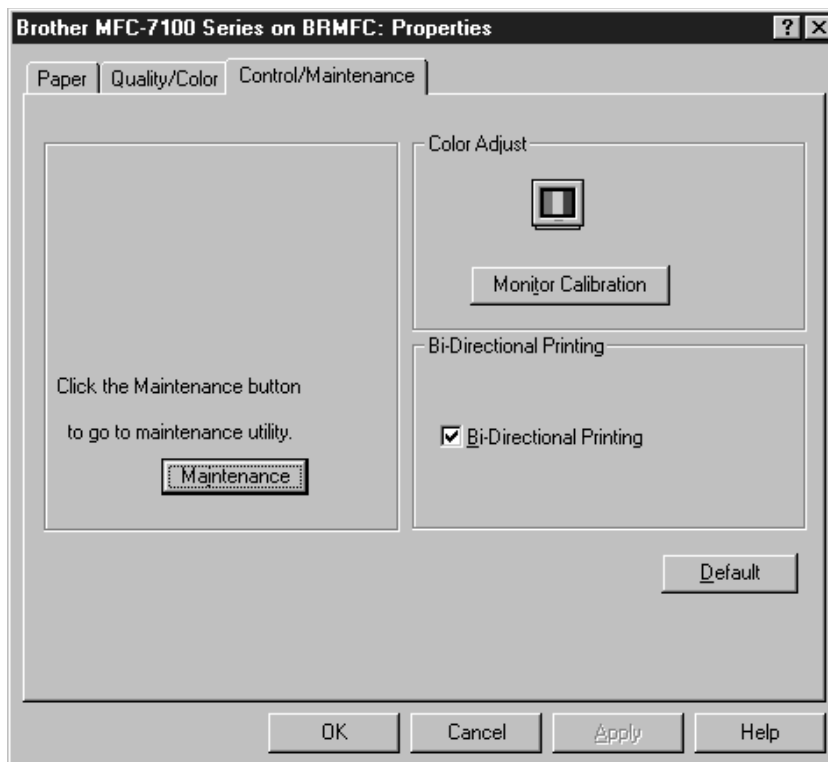 Brother MFC-7100 Series on BRMFC: Properties
Paper
Quality/Color
Control/Maintenance
Click the Maintenance button
to go to maintenance utility.
Maintenance
Color Adjust
Monitor Calibration
Bi-Directional Printing
Bi-Directional Printing
Default
OK
Cancel
Apply
Help